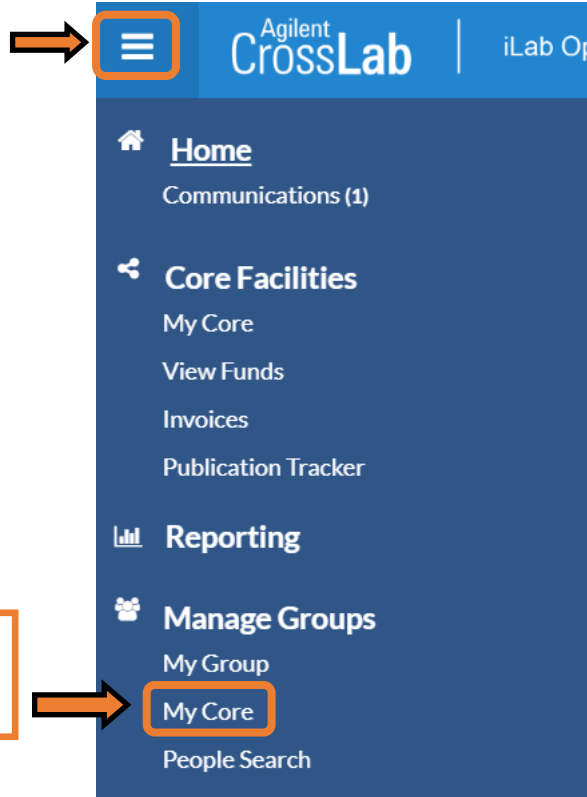 Agilent
CrossLab
iLab Op
Home
Communications (1)
Core Facilities
My Core
View Funds
Invoices
Publication Tracker
Reporting
Manage Groups
My Group
My Core
People Search